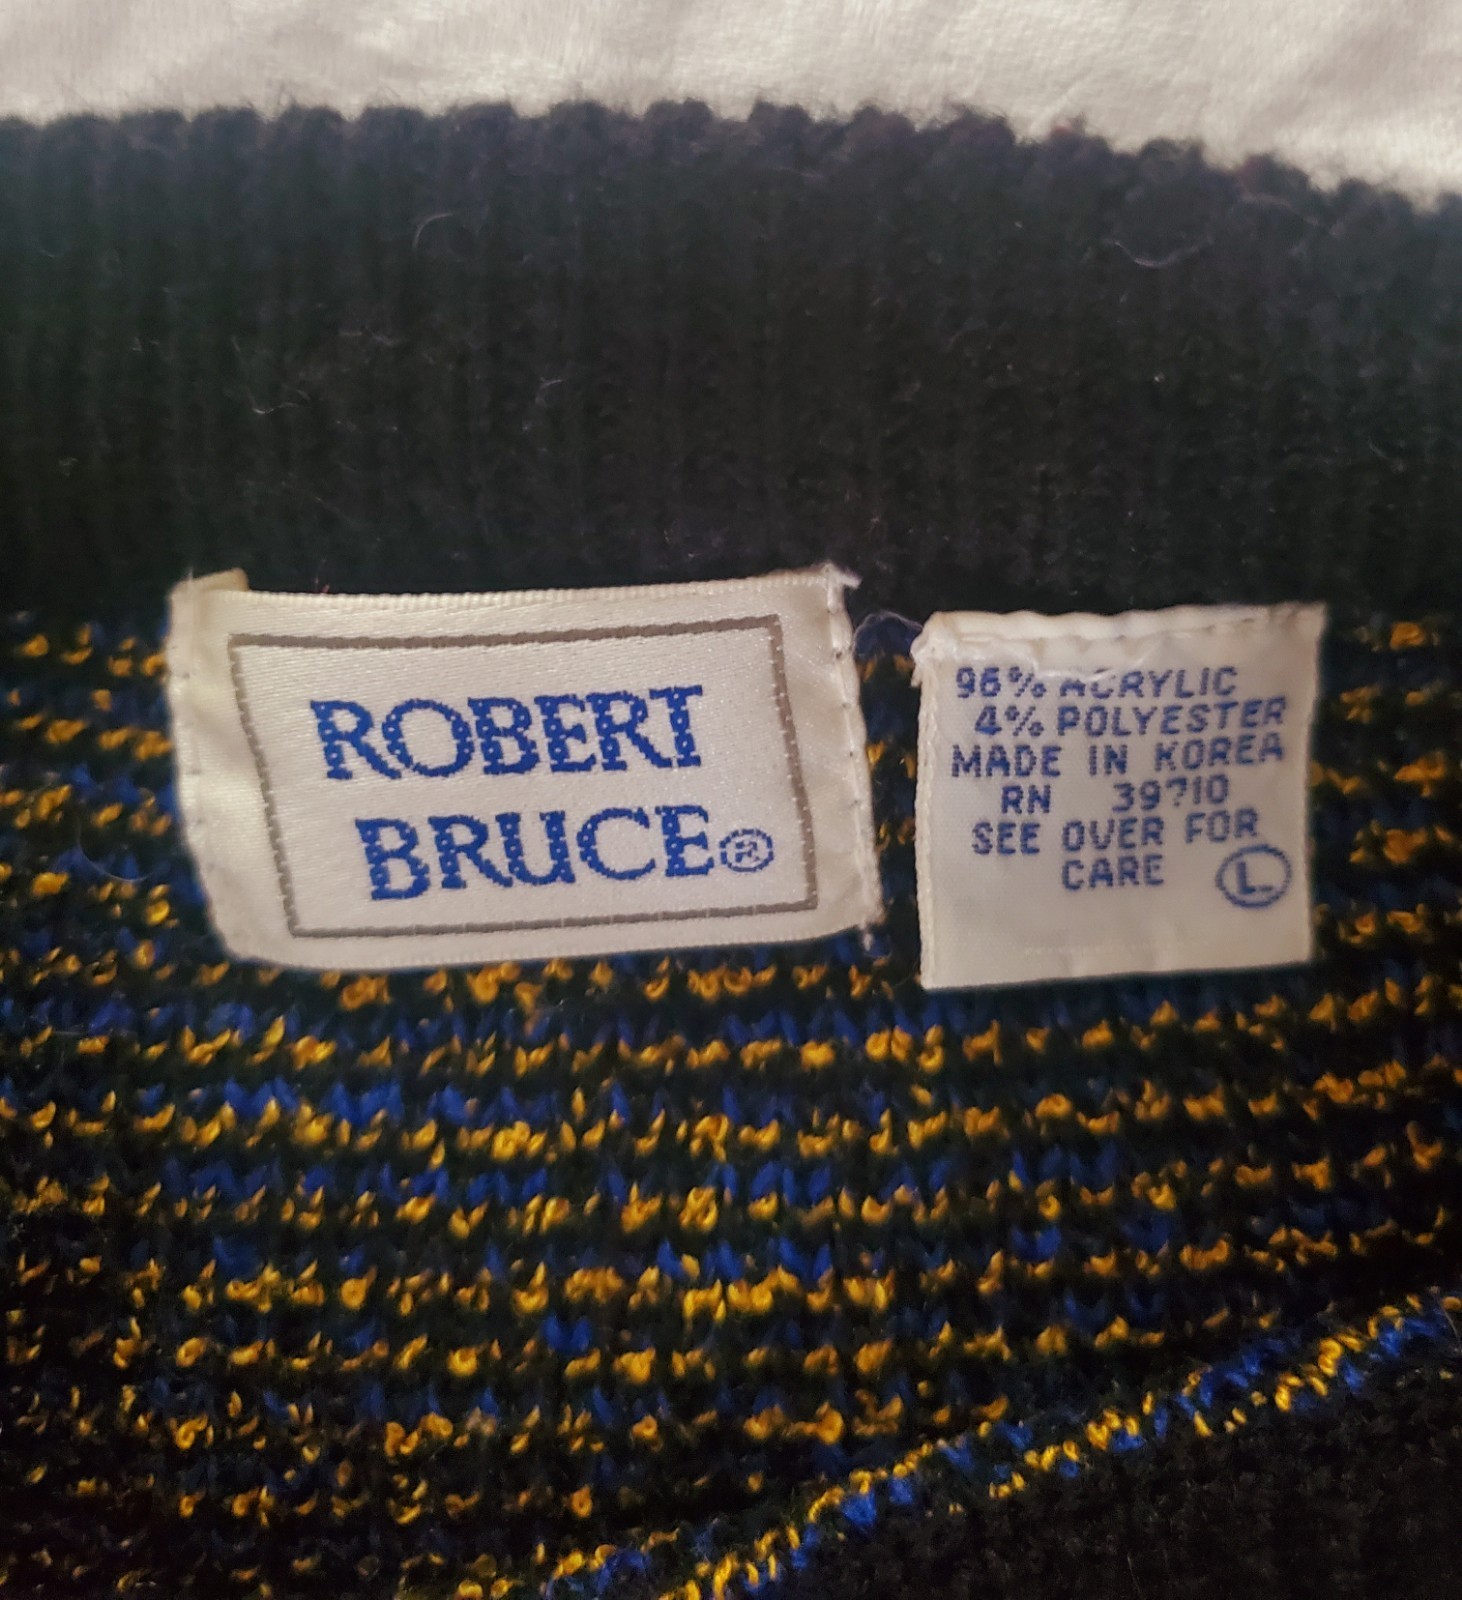 ROBERT
BRUCE®
96% ACRYLIC
4% POLYESTER
MADE IN KOREA
RN 39710
SEE OVER FOR
CARE
L